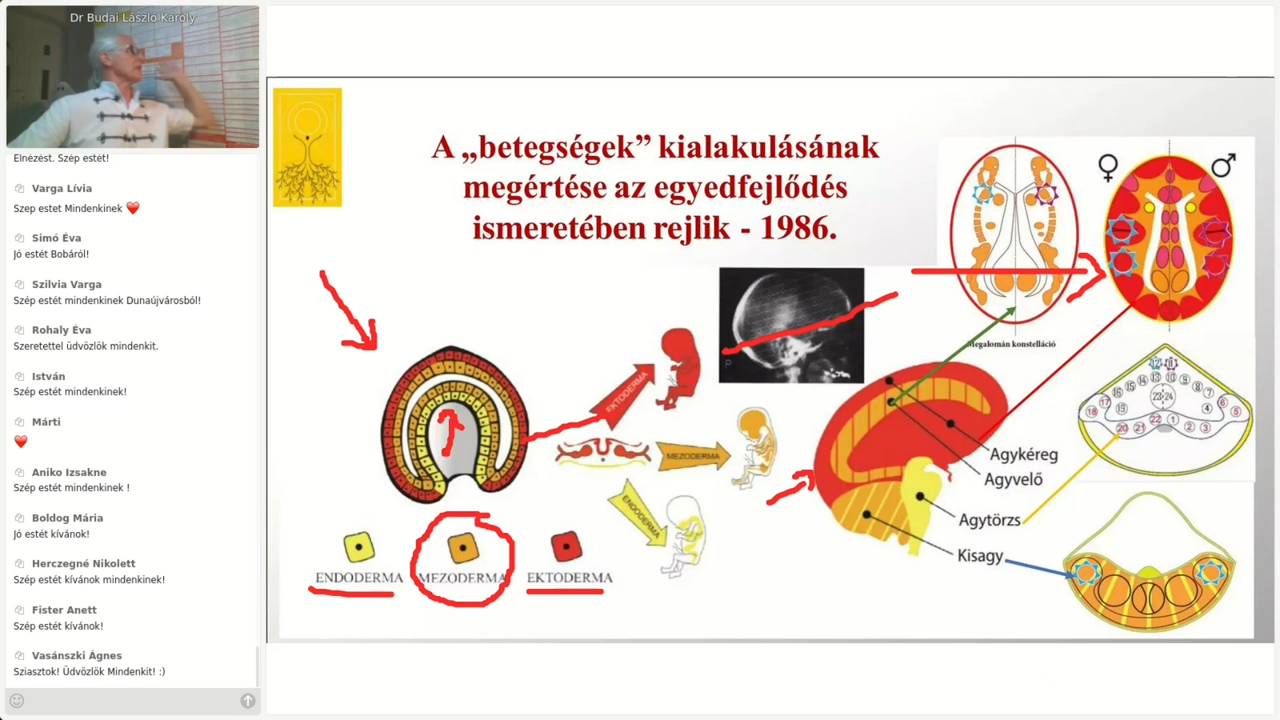 Dr Budai László Károly
Elnézést. Szép estét!
Varga Lívia
Szep estet Mindenkinek
Simó Éva
Jó estét Bobáról!
Szilvia Varga
Szép estét mindenkinek Dunaújvárosból!
Rohaly Éva
Szeretettel üdvözlök mindenkit.
István
Szép estét mindenkinek!
Márti
Aniko Izsakne
Szép estét mindenkinek !
Boldog Mária
Jó estét kívánok!
Herczegné Nikolett
Szép estét kívánok mindenkinek!
Fister Anett
Szép estét kívánok!
Vasánszki Ágnes
Sziasztok! Üdvözlök Mindenkit! :)
A „betegségek” kialakulásának
megértése az egyedfejlődés
ismeretében rejlik - 1986.
EKTODERMA
MEZODERMA
ENDODERMA
ENDODERMA
MEZODERMA
EKTODERMA
Megalomán konstelláció
Agykéreg
Agyvelő
Agytörzs
Kisagy